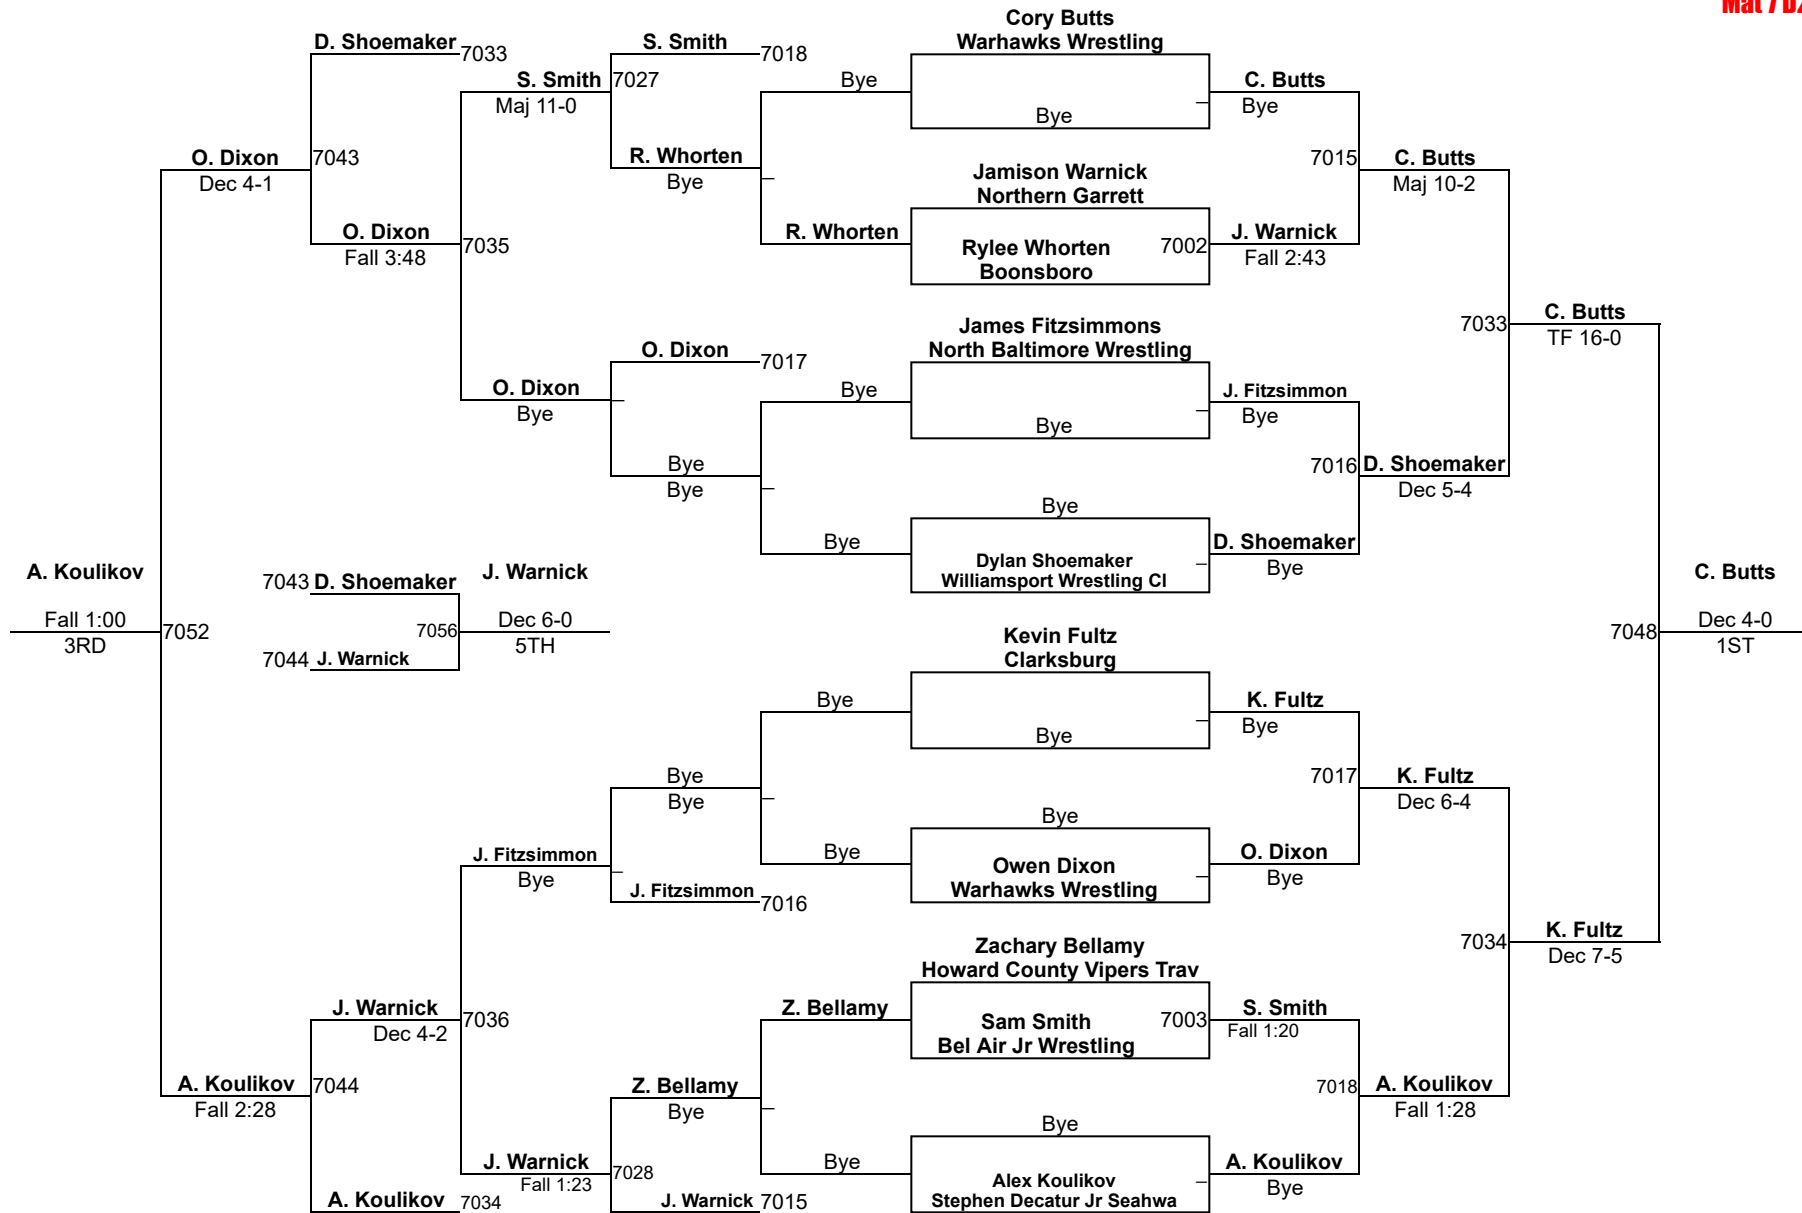 Mat 7 b2
Cory Butts
Warhawks Wrestling
D. Shoemaker 7033
S. Smith 7018
S. Smith 7027
Maj 11-0
Bye
C. Butts
Bye
Bye
O. Dixon 7043
Dec 4-1
R. Whorten
Bye
Jamison Warnick
Northern Garrett
7015 C. Butts
Maj 10-2
O. Dixon 7035
Fall 3:48
R. Whorten
Rylee Whorten 7002
Boonsboro
J. Warnick
Fall 2:43
James Fitzsimmons
North Baltimore Wrestling
7033 C. Butts
TF 16-0
O. Dixon 7017
O. Dixon
Bye
Bye
J. Fitzsimmon
Bye
Bye
Bye
Bye
7016 D. Shoemaker
Dec 5-4
Bye
Bye
Dylan Shoemaker
Williamsport Wrestling Cl
D. Shoemaker
Bye
A. Koulikov
Fall 1:00
3RD
7052
7043 D. Shoemaker
7056
7044 J. Warnick
J. Warnick
Dec 6-0
5TH
C. Butts
7048 Dec 4-0
1ST
Kevin Fultz
Clarksburg
Bye
K. Fultz
Bye
Bye
Bye
Bye
7017 K. Fultz
Dec 6-4
Bye
J. Fitzsimmon
Bye
Bye
Owen Dixon
Warhawks Wrestling
O. Dixon
Bye
J. Fitzsimmon 7016
Zachary Bellamy
Howard County Vipers Trav
7034 K. Fultz
Dec 7-5
J. Warnick 7036
Dec 4-2
Z. Bellamy
Sam Smith 7003
Bel Air Jr Wrestling
S. Smith
Fall 1:20
A. Koulikov 7044
Fall 2:28
Z. Bellamy
Bye
7018 A. Koulikov
Fall 1:28
Bye
J. Warnick 7028
Fall 1:23
Bye
Alex Koulikov
Stephen Decatur Jr Seahwa
A. Koulikov
Bye
A. Koulikov 7034
J. Warnick 7015